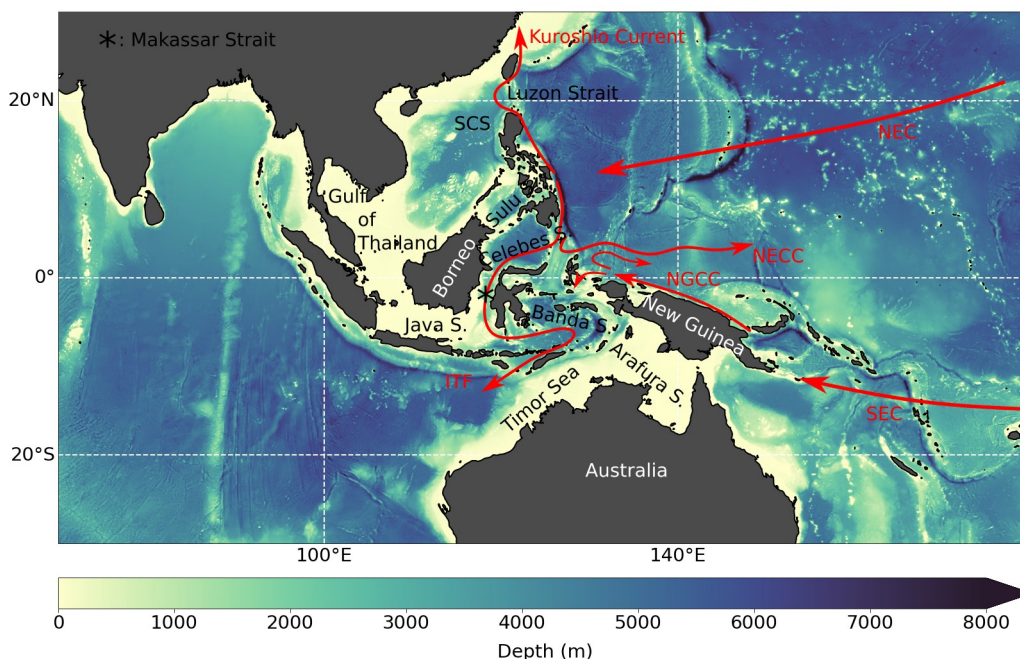 *: Makassar Strait
Kuroshio Current
Luzon Strait
20°N
SCS
NEC
Gulf
of
Thailand
Sulu
elebes S
Borneo
NECC
0°
NGCC
New Guinea
Java S.
Banda S.
Arafura S.
ITF
Timor Sea
SEC
20°S
Australia
100°E
140°E
0
1000
2000
3000
4000
5000
6000
7000
8000
Depth (m)